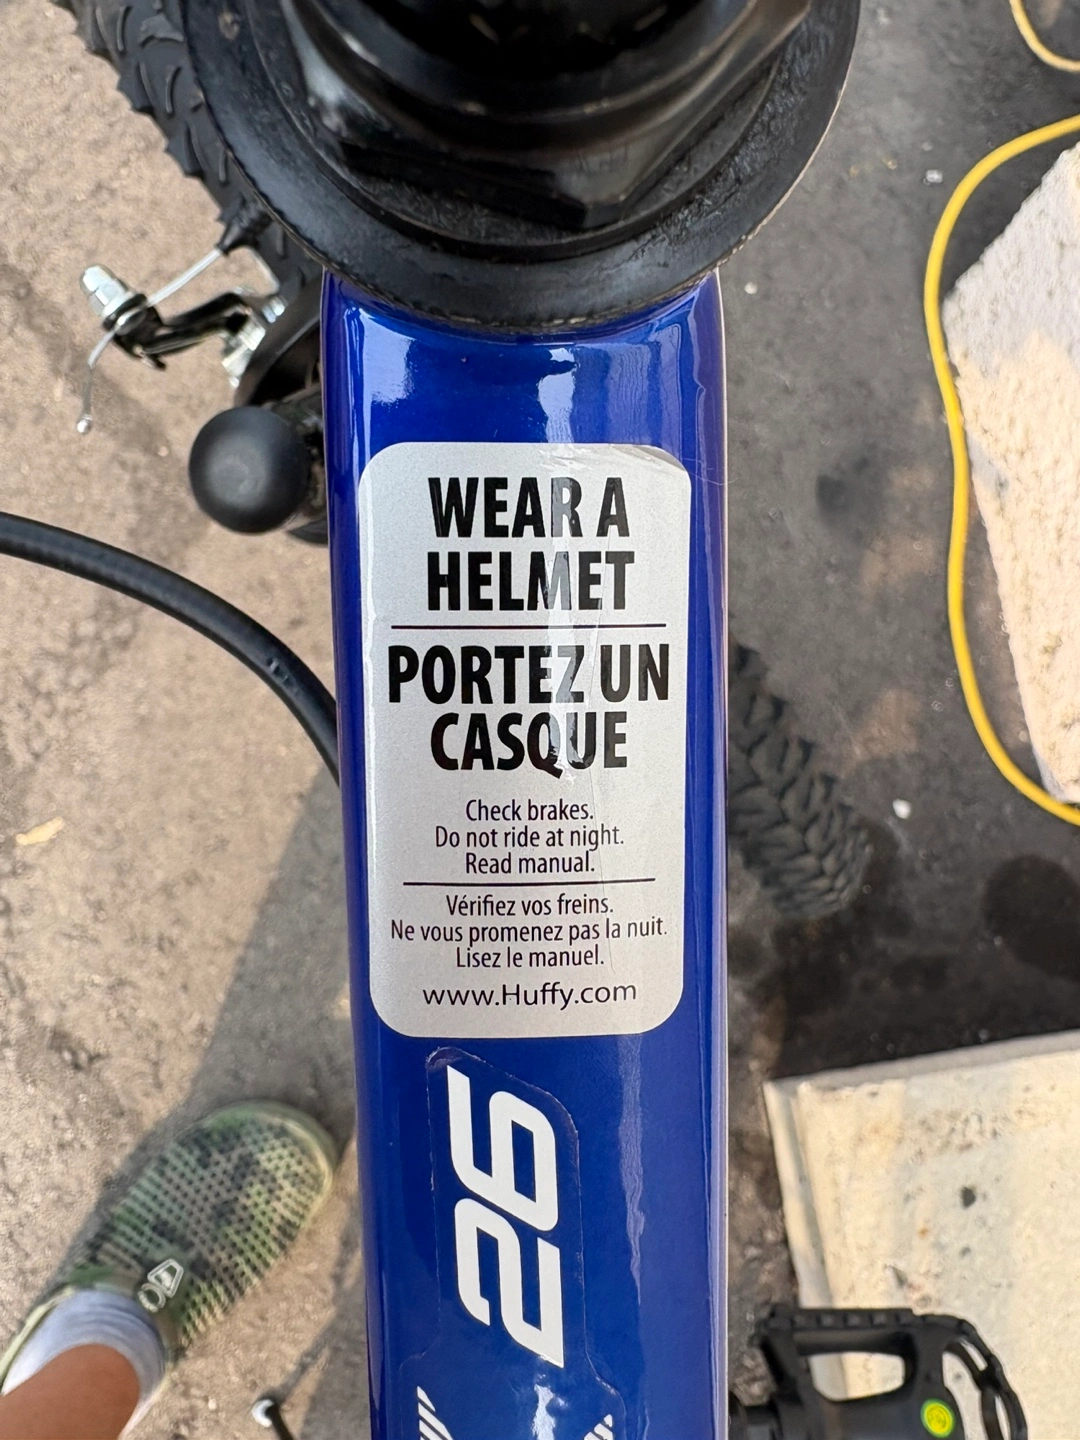 WEAR A
HELMET
PORTEZ UN
CASQUE
Check brakes.
Do not ride at night.
Read manual.
Vérifiez vos freins.
Ne vous promenez pas la nuit.
Lisez le manuel.
www.Huffy.com
26